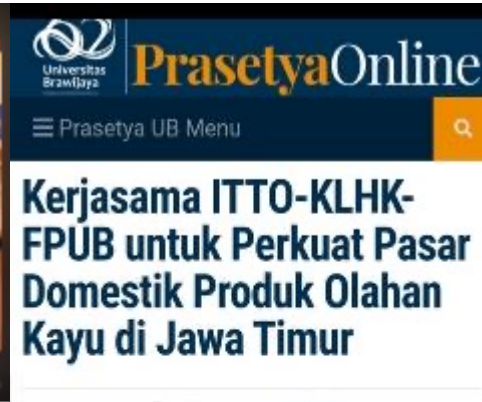 Universitas
Brawijaya
PrasetyaOnline
Prasetya UB Menu
Kerjasama ITTO-KLHK-
FPUB untuk Perkuat Pasar
Domestik Produk Olahan
Kayu di Jawa Timur